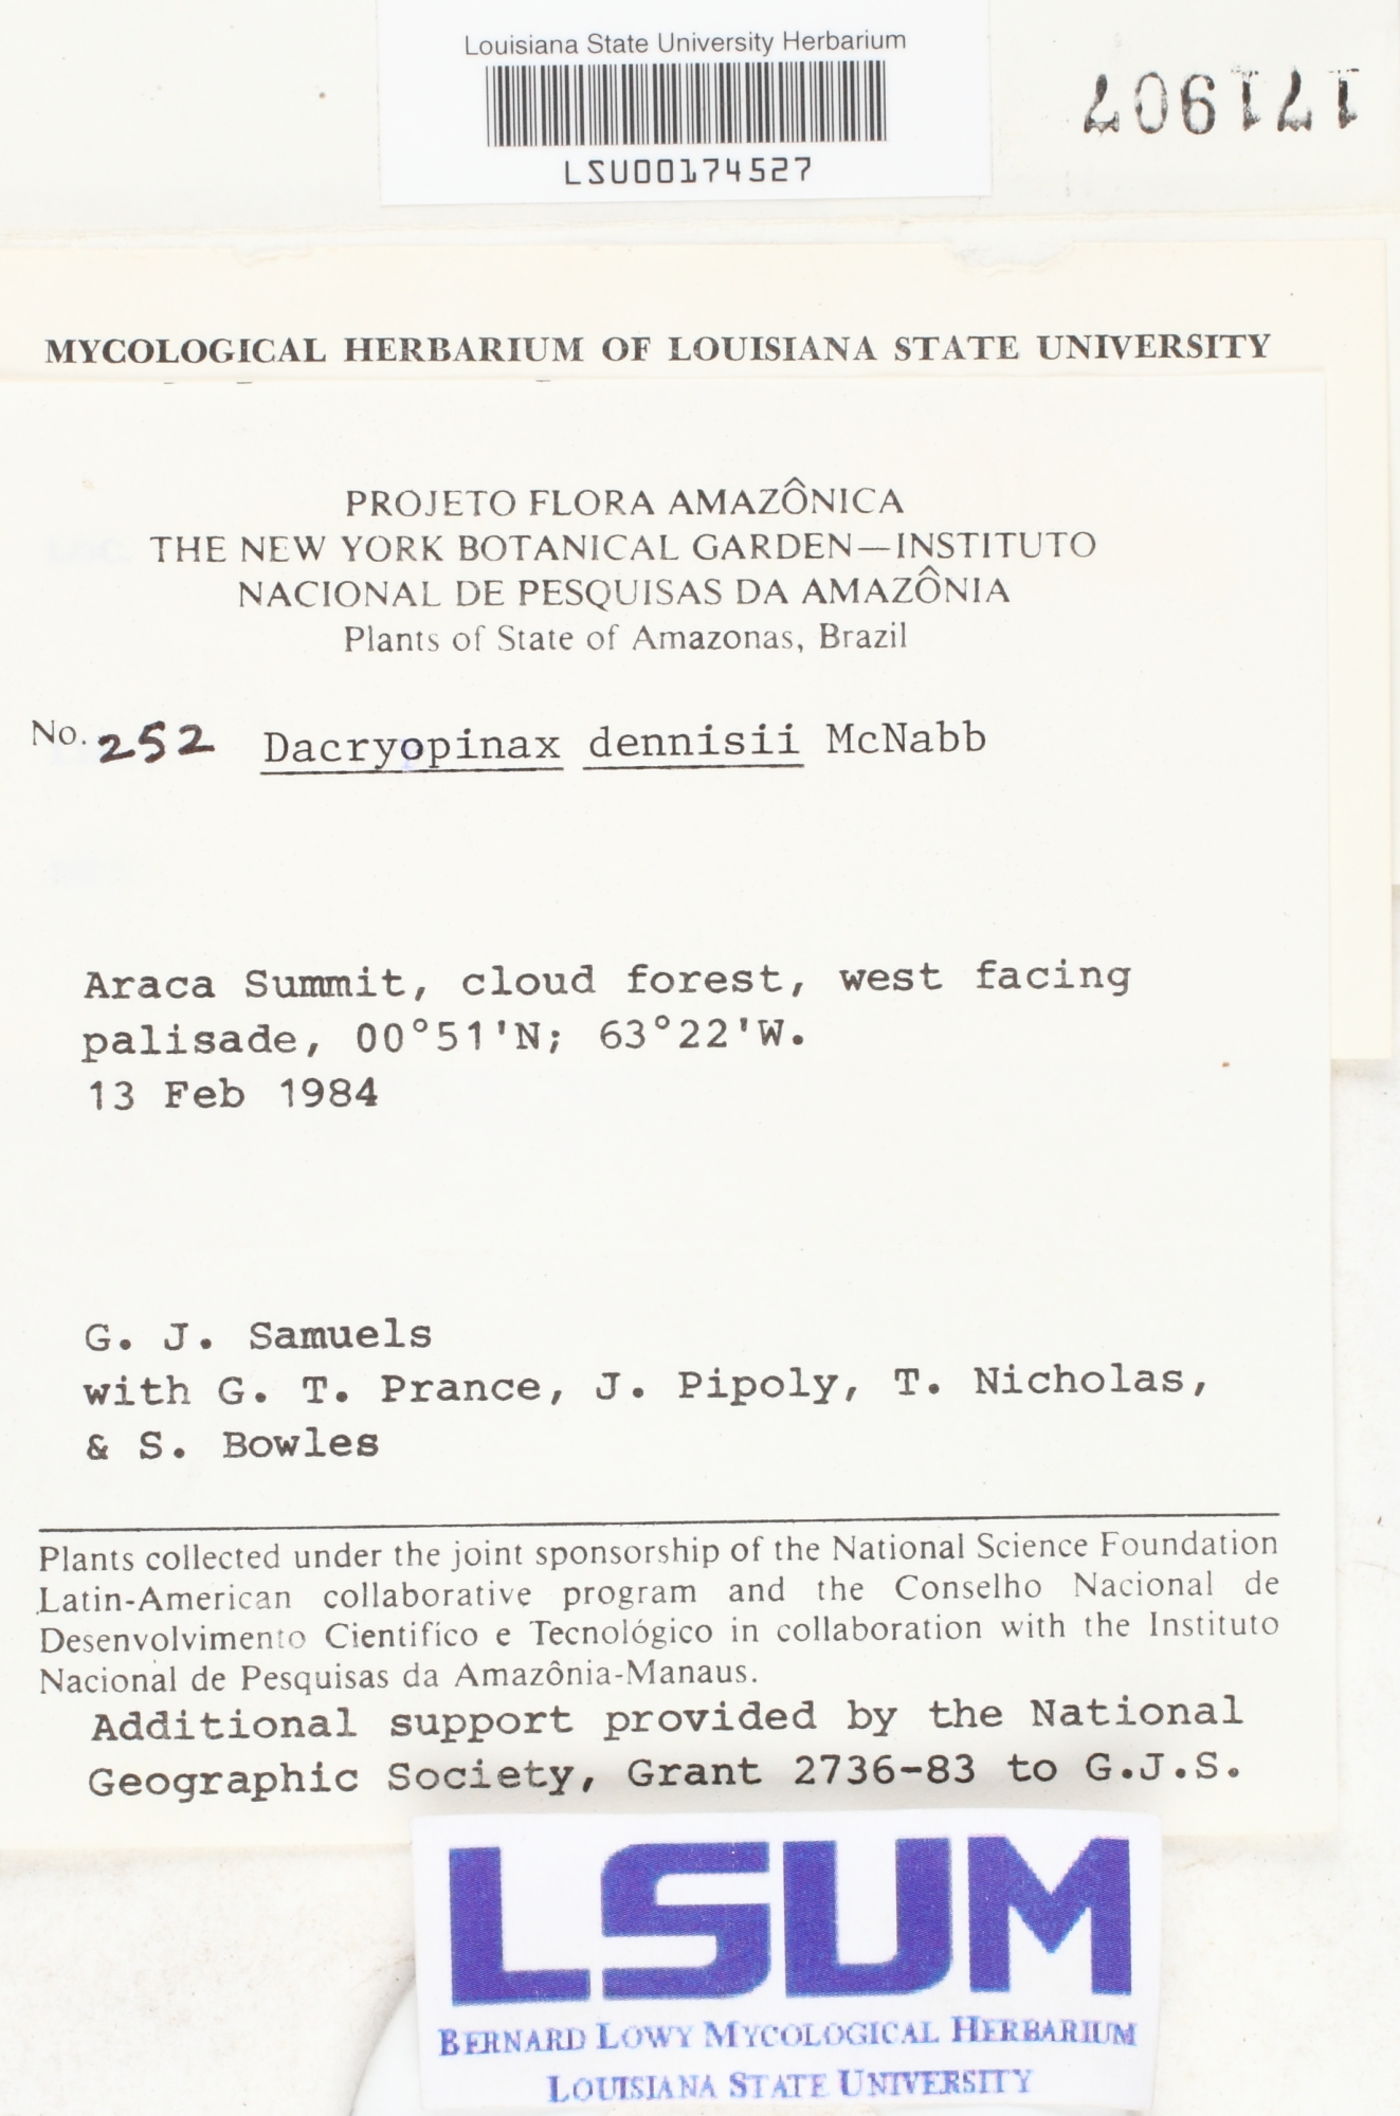 Louisiana State University Herbarium
LSU00174527
171907
MYCOLOGICAL HERBARIUM OF LOUISIANA STATE UNIVERSITY
PROJETO FLORA AMAZÔNICA
THE NEW YORK BOTANICAL GARDEN—INSTITUTO
NACIONAL DE PESQUISAS DA AMAZÔNIA
Plants of State of Amazonas, Brazil
No. 252 Dacryopinax dennisii McNabb
Araca Summit, cloud forest, west facing
palisade, 00°51'N; 63°22'W.
13 Feb 1984
G. J. Samuels
with G. T. Prance, J. Pipoly, T. Nicholas,
& S. Bowles
Plants collected under the joint sponsorship of the National Science Foundation
Latin-American collaborative program and the Conselho Nacional de
Desenvolvimento Cientifíco e Tecnológico in collaboration with the Instituto
Nacional de Pesquisas da Amazônia-Manaus.
Additional support provided by the National
Geographic Society, Grant 2736-83 to G.J.S.
LSUM
BERNARD LOWY MYCOLOGICAL HERBARIUM
LOUISIANA STATE UNIVERSITY